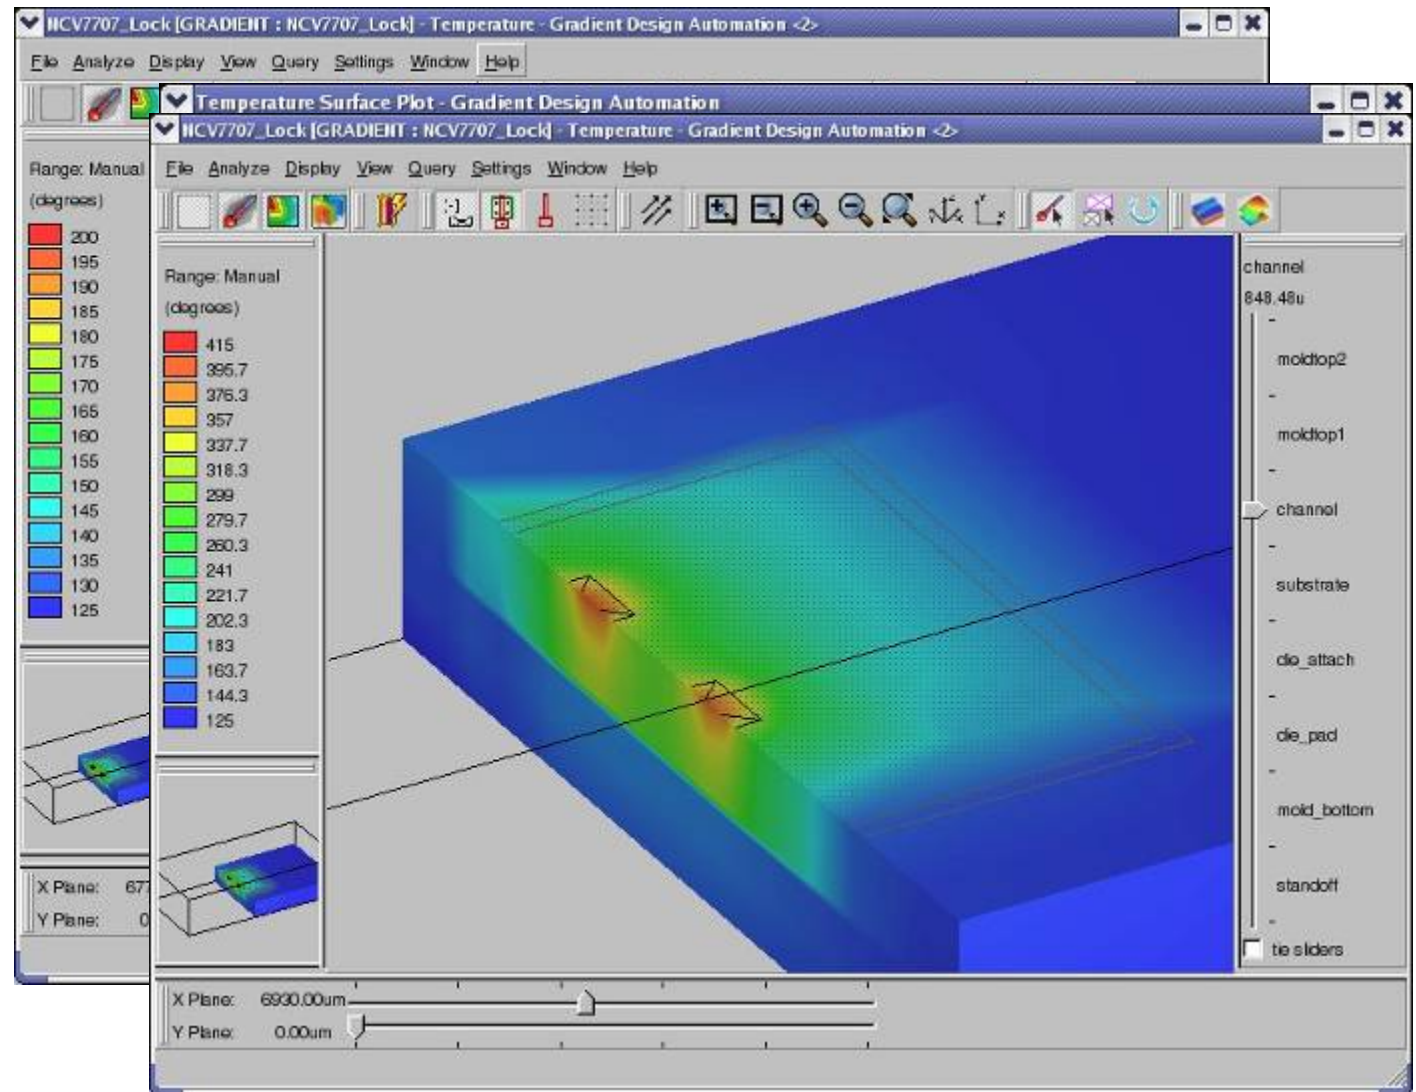 NCV7707_Lock [GRADIENT : NCV7707_Lock] - Temperature - Gradient Design Automation <2>
File Analyze Display View Query Settings Window Help
Range: Manual
(degrees)
200
195
190
185
180
175
170
165
160
155
150
145
140
135
130
125
X Plane: 677
Y Plane: 0
Temperature Surface Plot - Gradient Design Automation
NCV7707_Lock [GRADIENT : NCV7707_Lock] - Temperature - Gradient Design Automation <2>
File Analyze Display View Query Settings Window Help
Range: Manual
(degrees)
415
395.7
376.3
357
337.7
318.3
299
279.7
260.3
241
221.7
202.3
183
163.7
144.3
125
channel
848.48u
moldtop2
moldtop1
channel
substrate
die_attach
die_pad
mold_bottom
standoff
tie sliders
X Plane: 6930.00um
Y Plane: 0.00um